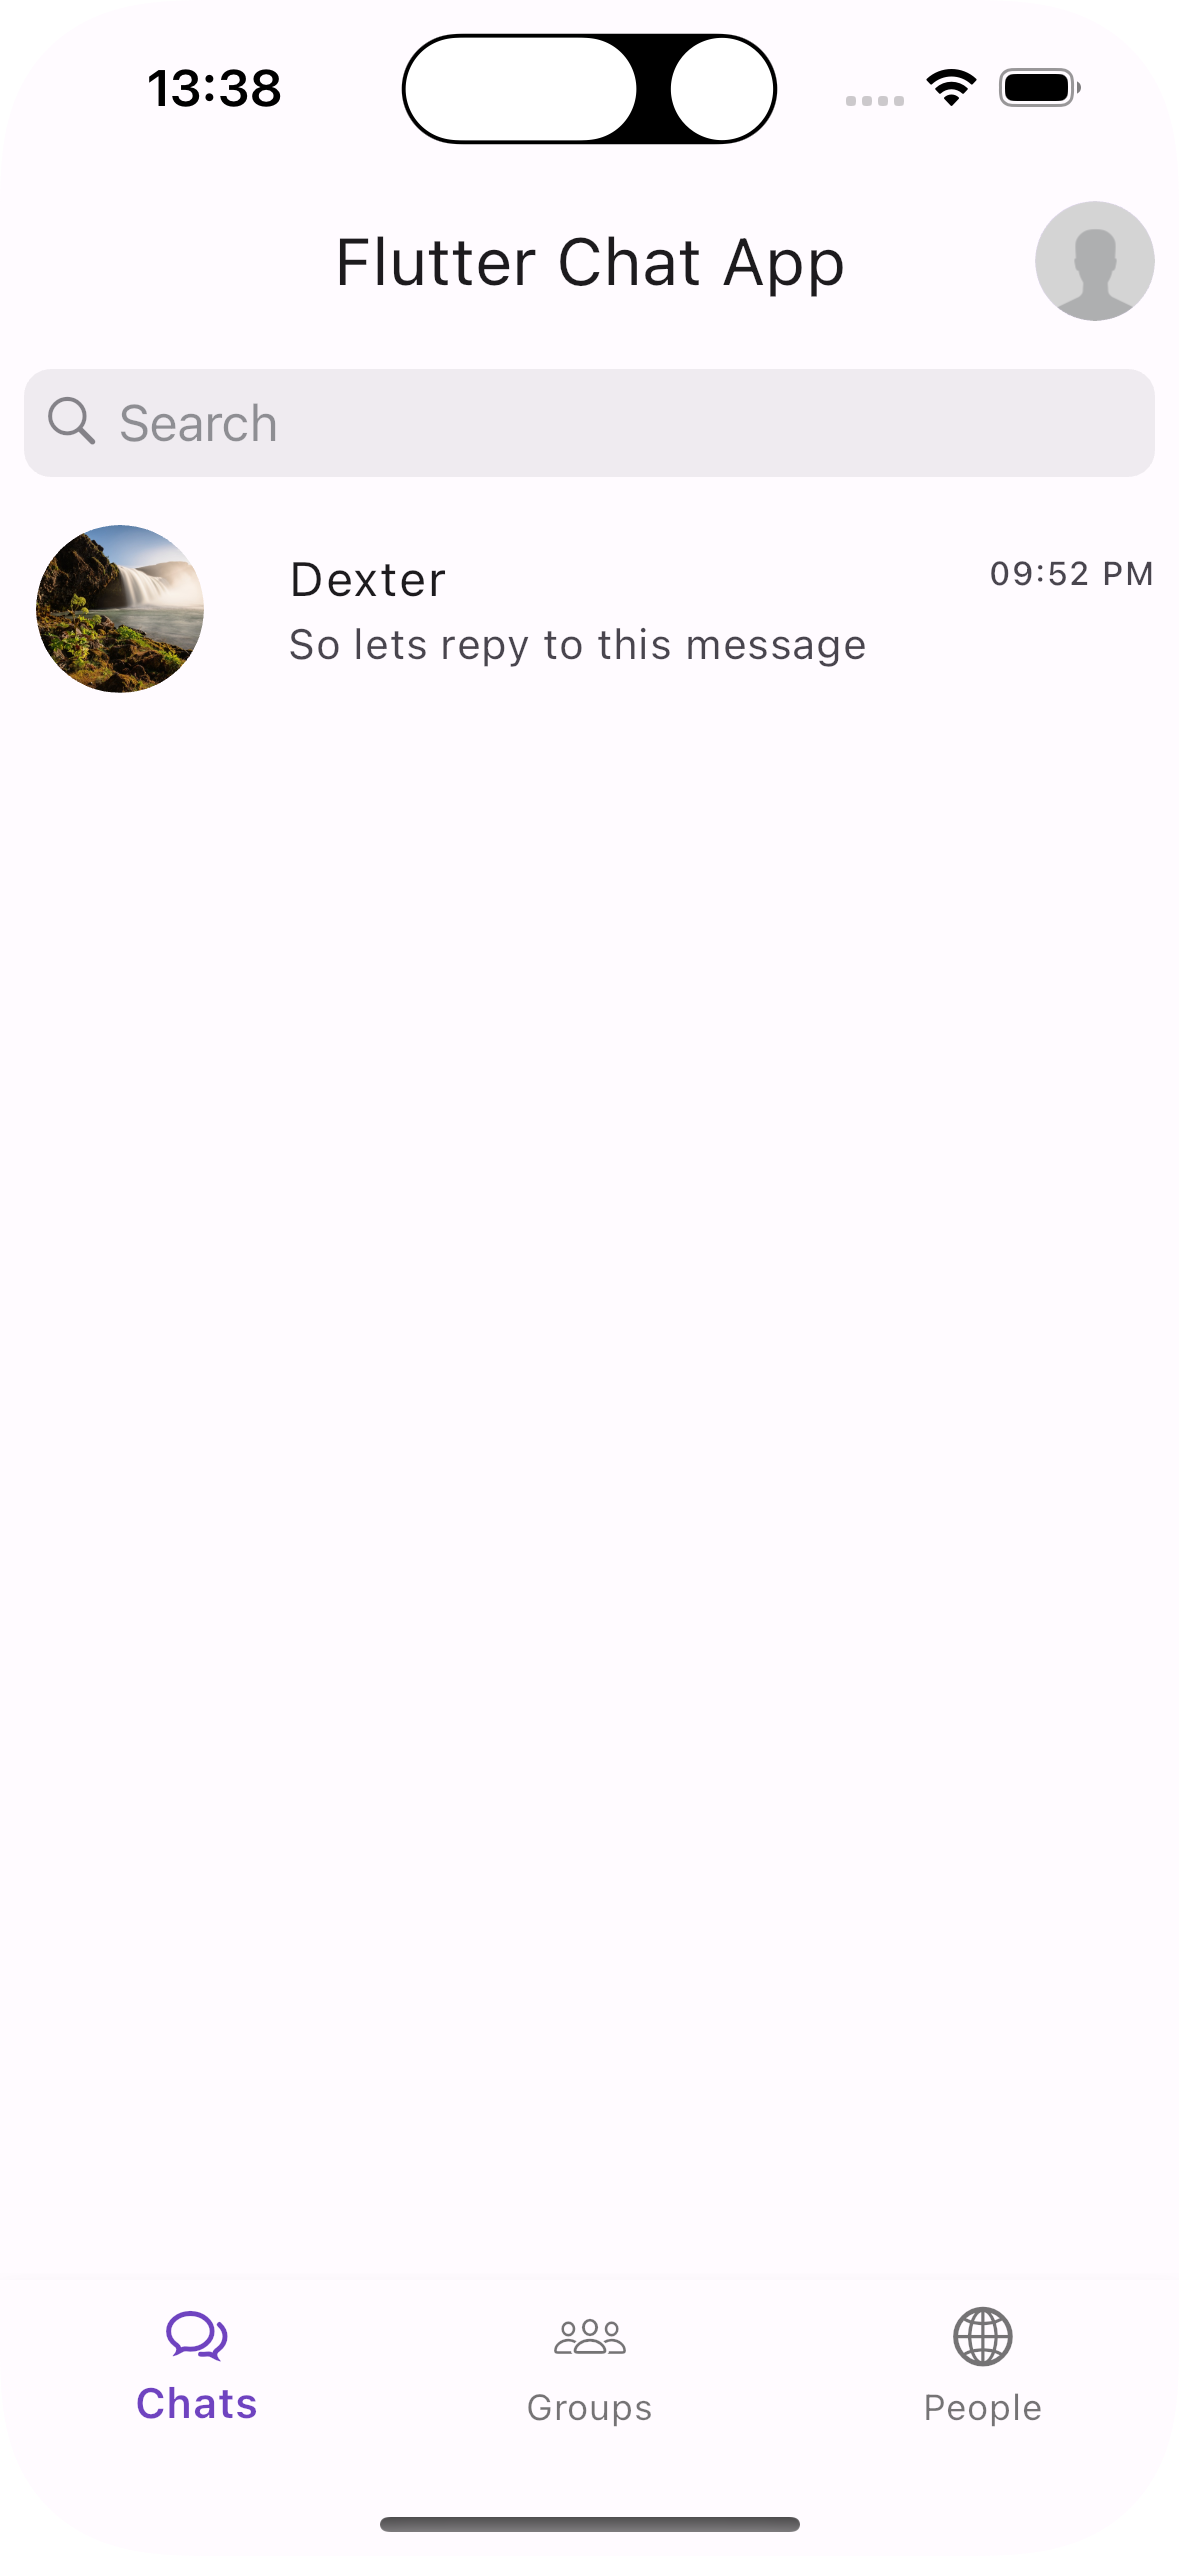 13:38
Flutter Chat App
Search
Dexter
09:52 PM
So lets repy to this message
Chats
Groups
People